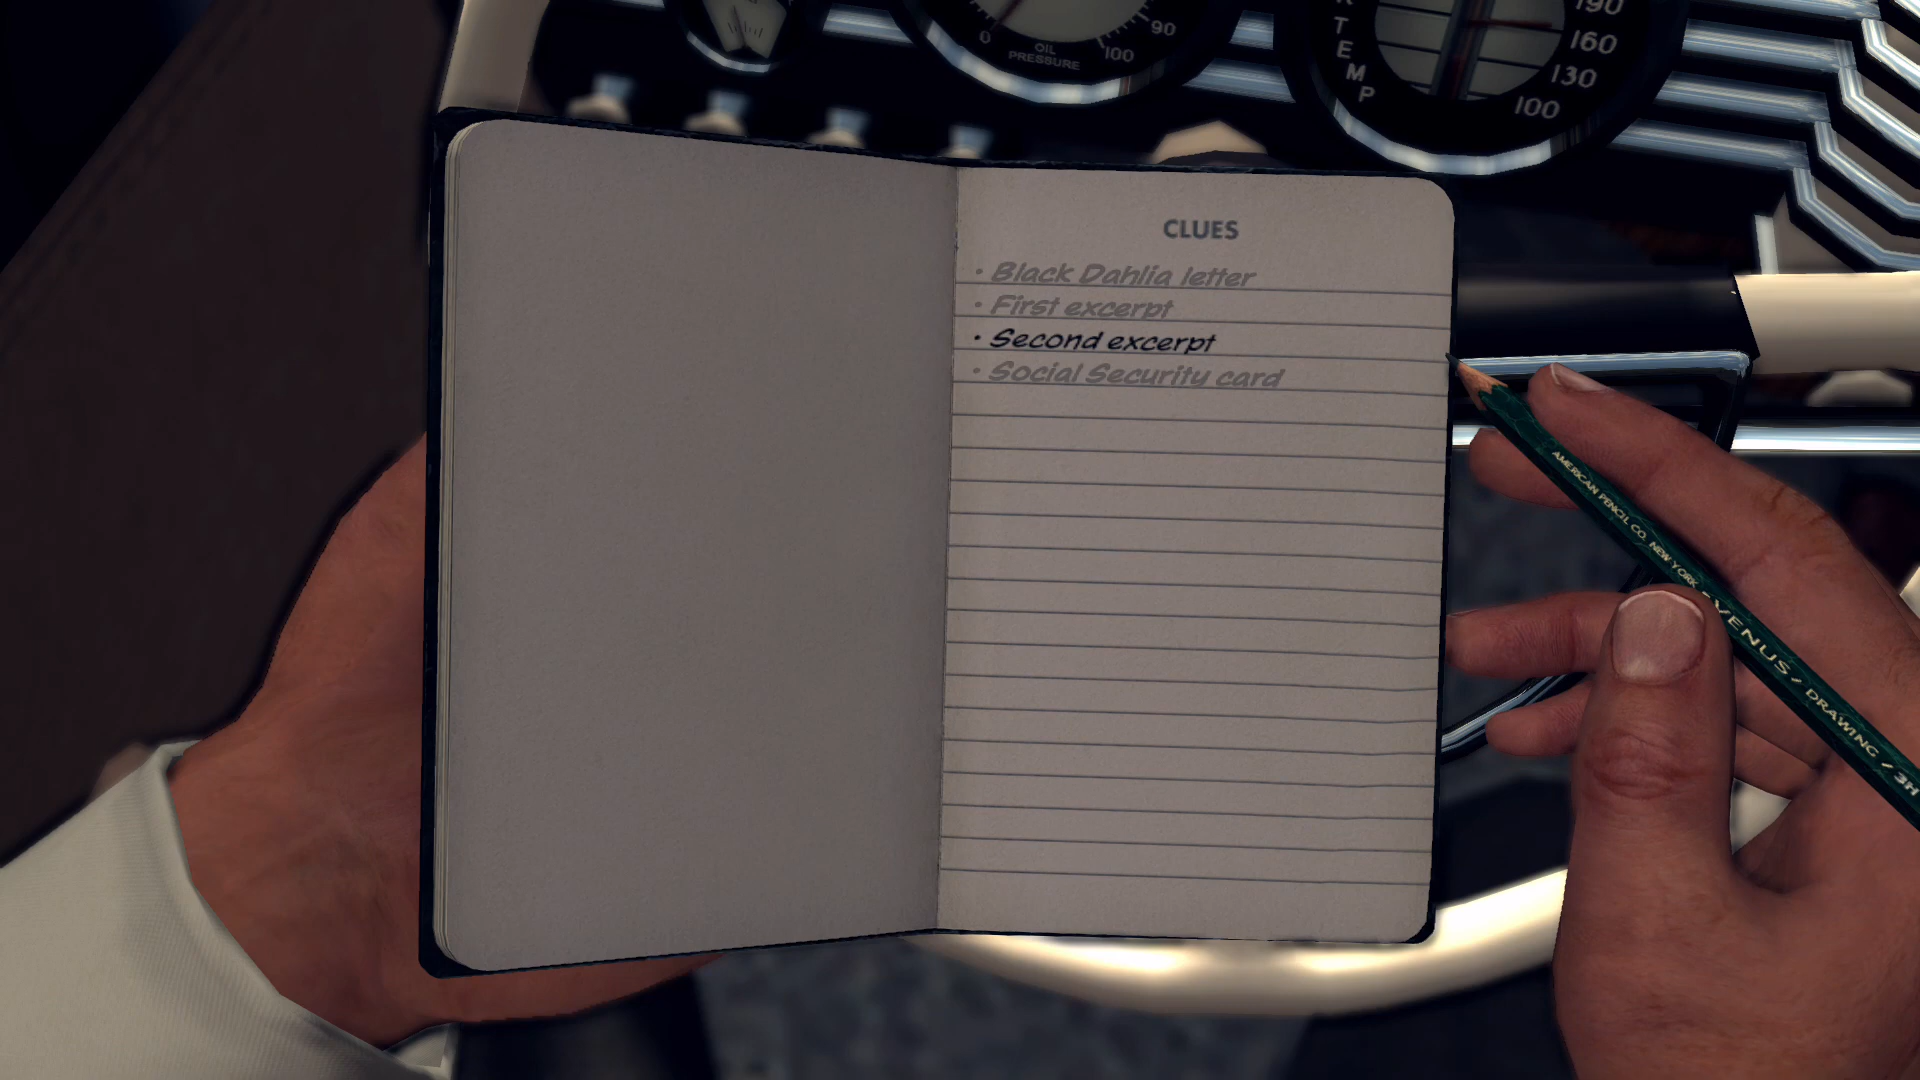 0
OIL
PRESSURE
90
100
TEMP
190
160
130
100
CLUES
• Black Dahlia letter
• First excerpt
• Second excerpt
• Social Security card
AMERICAN PENCIL CO. NEW YORK VENUS / DRAWING / 3H